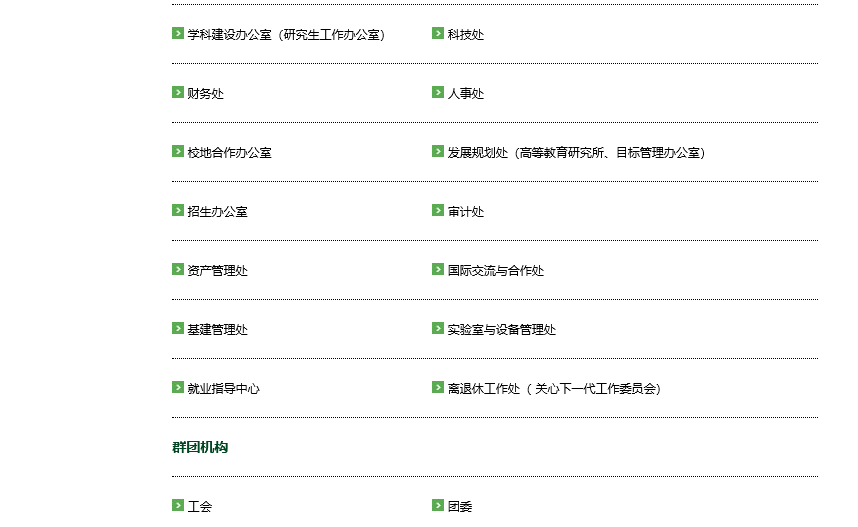 学科建设办公室（研究生工作办公室）
科技处
财务处
人事处
校地合作办公室
发展规划处（高等教育研究所、目标管理办公室）
招生办公室
审计处
资产管理处
国际交流与合作处
基建管理处
实验室与设备管理处
就业指导中心
离退休工作处（ 关心下一代工作委员会）
群团机构
工会
团委